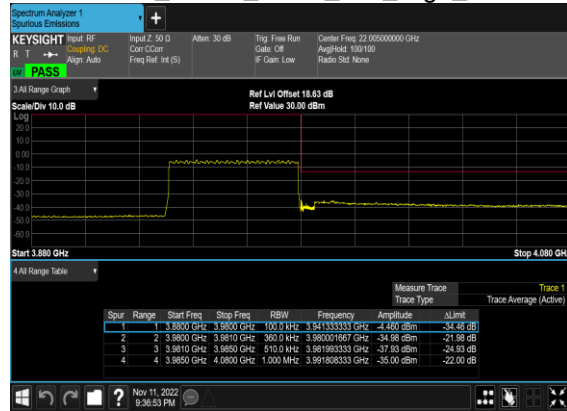 Spectrum Analyzer 1
Spurious Emissions
KEYSIGHT Input: RF Input Z: 50 Ω Atten: 30 dB Trig: Free Run Center Freq: 22.005000000 GHz
R T Coupling: DC Corr CCorr Gate: Off Avg|Hold: 100/100
Align: Auto Freq Ref: Int (S) IF Gain: Low Radio Std: None
PASS
3 All Range Graph
Ref Lvl Offset 18.63 dB
Scale/Div 10.0 dB Ref Value 30.00 dBm
Log
20.0
10.0
0.00
-10.0
-20.0
-30.0
-40.0
-50.0
-60.0
Start 3.880 GHz Stop 4.080 GH
4 All Range Table
Measure Trace Trace 1
Trace Type Trace Average (Active)
Spur Range Start Freq Stop Freq RBW Frequency Amplitude ΔLimit
1 1 3.8800 GHz 3.9800 GHz 100.0 kHz 3.941333333 GHz -4.460 dBm -34.46 dB
2 2 3.9800 GHz 3.9810 GHz 360.0 kHz 3.980001667 GHz -34.98 dBm -21.98 dB
3 3 3.9810 GHz 3.9850 GHz 510.0 kHz 3.981993333 GHz -37.93 dBm -24.93 dB
4 4 3.9850 GHz 4.0800 GHz 1.000 MHz 3.991808333 GHz -35.00 dBm -22.00 dB
? Nov 11, 2022
9:36:53 PM